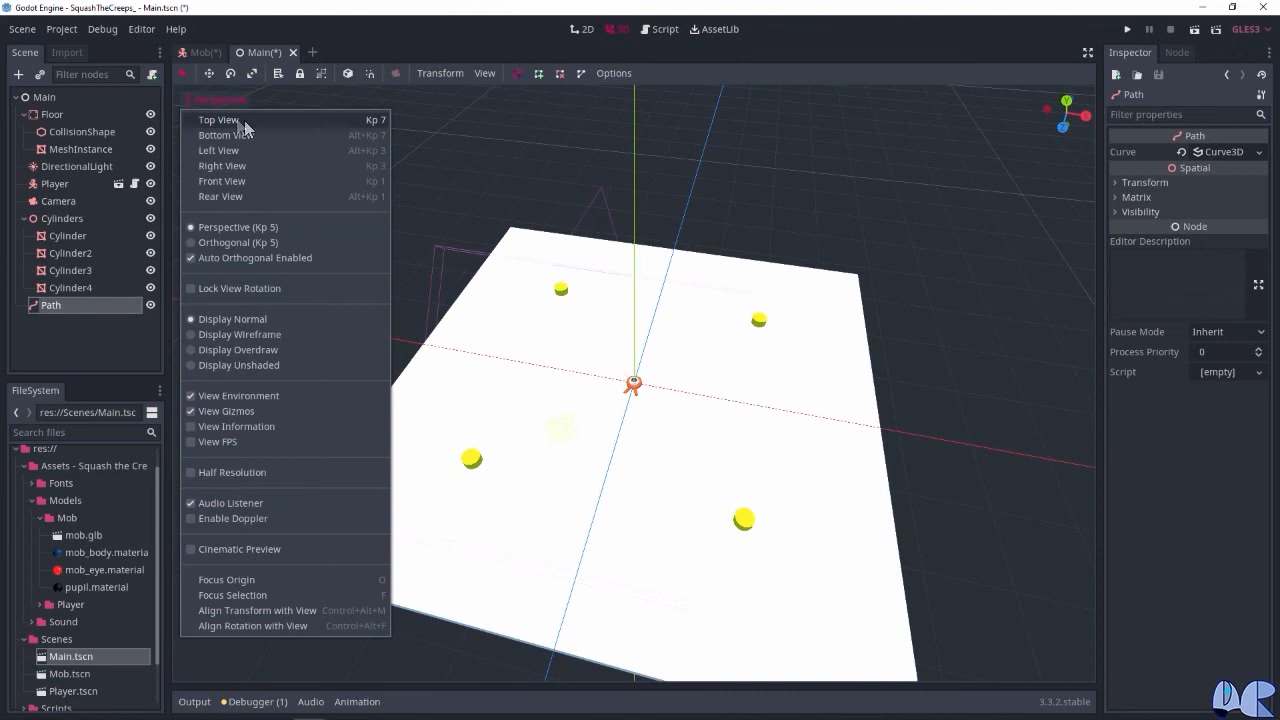 Godot Engine - SquashTheCreeps_ - Main.tscn (*)
Scene Project Debug Editor Help
2D 3D Script AssetLib
GLES3
Scene Import
Mob(*) Main(*)
Inspector Node
Filter nodes
Transform View Options
Main
Floor
CollisionShape
MeshInstance
DirectionalLight
Player
Camera
Cylinders
Cylinder
Cylinder2
Cylinder3
Cylinder4
Path
Perspective
Top View Kp 7
Bottom View Alt+Kp 7
Left View Alt+Kp 3
Right View Kp 3
Front View Kp 1
Rear View Alt+Kp 1
Perspective (Kp 5)
Orthogonal (Kp 5)
Auto Orthogonal Enabled
Lock View Rotation
Display Normal
Display Wireframe
Display Overdraw
Display Unshaded
View Environment
View Gizmos
View Information
View FPS
Half Resolution
Audio Listener
Enable Doppler
Cinematic Preview
Focus Origin O
Focus Selection F
Align Transform with View Control+Alt+M
Align Rotation with View Control+Alt+F
Y
X
Z
Path
Filter properties
Path
Curve Curve3D
Spatial
Transform
Matrix
Visibility
Node
Editor Description
Pause Mode Inherit
Process Priority 0
Script [empty]
FileSystem
res://Scenes/Main.tsc
Search files
res://
Assets - Squash the Cre
Fonts
Models
Mob
mob.glb
mob_body.materia
mob_eye.material
pupil.material
Player
Sound
Scenes
Main.tscn
Mob.tscn
Player.tscn
Scripts
Output Debugger (1) Audio Animation
3.3.2.stable